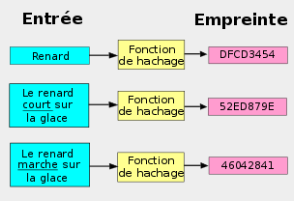 Entrée
Empreinte
Renard
Fonction
de hachage
DFCD3454
Le renard
court sur
la glace
Fonction
de hachage
52ED879E
Le renard
marche sur
la glace
Fonction
de hachage
46042841